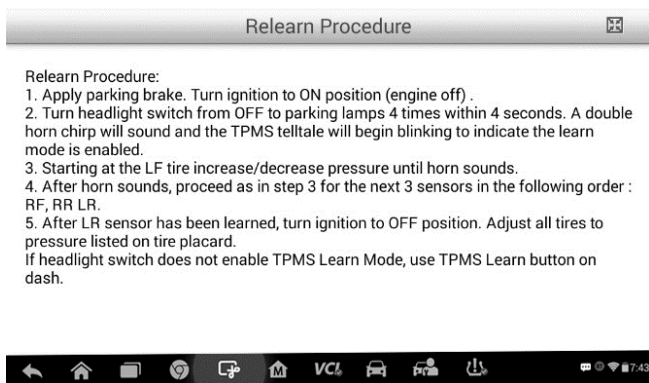 Relearn Procedure
Relearn Procedure:
1. Apply parking brake. Turn ignition to ON position (engine off) .
2. Turn headlight switch from OFF to parking lamps 4 times within 4 seconds. A double
horn chirp will sound and the TPMS telltale will begin blinking to indicate the learn
mode is enabled.
3. Starting at the LF tire increase/decrease pressure until horn sounds.
4. After horn sounds, proceed as in step 3 for the next 3 sensors in the following order :
RF, RR LR.
5. After LR sensor has been learned, turn ignition to OFF position. Adjust all tires to
pressure listed on tire placard.
If headlight switch does not enable TPMS Learn Mode, use TPMS Learn button on
dash.
M VCI 7:43